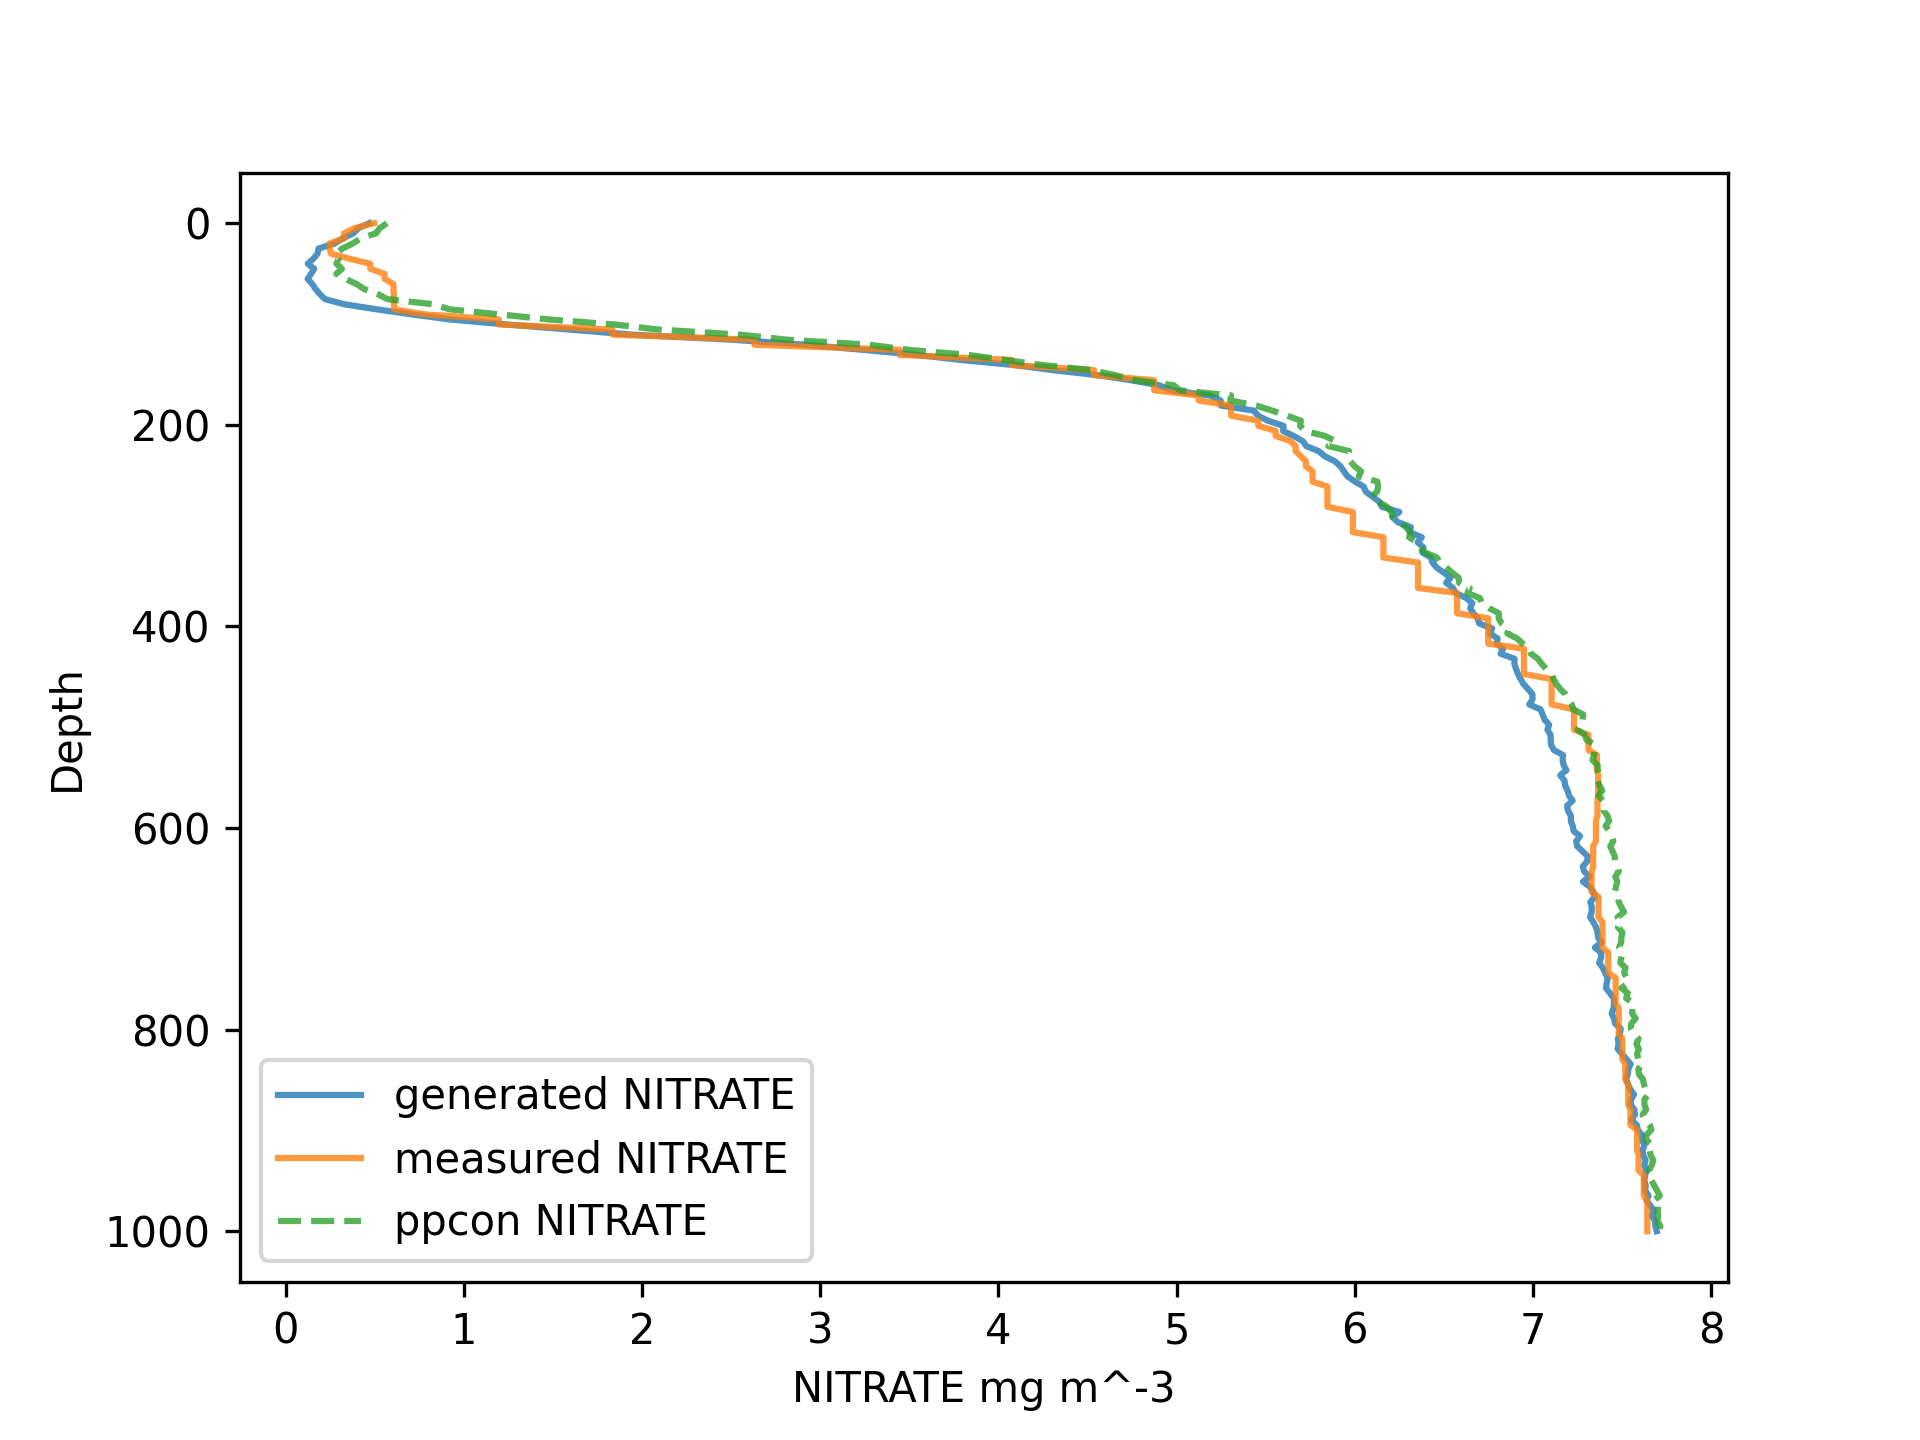 0
200
400
600
800
1000
Depth
generated NITRATE
measured NITRATE
ppcon NITRATE
0 1 2 3 4 5 6 7 8
NITRATE mg m^-3